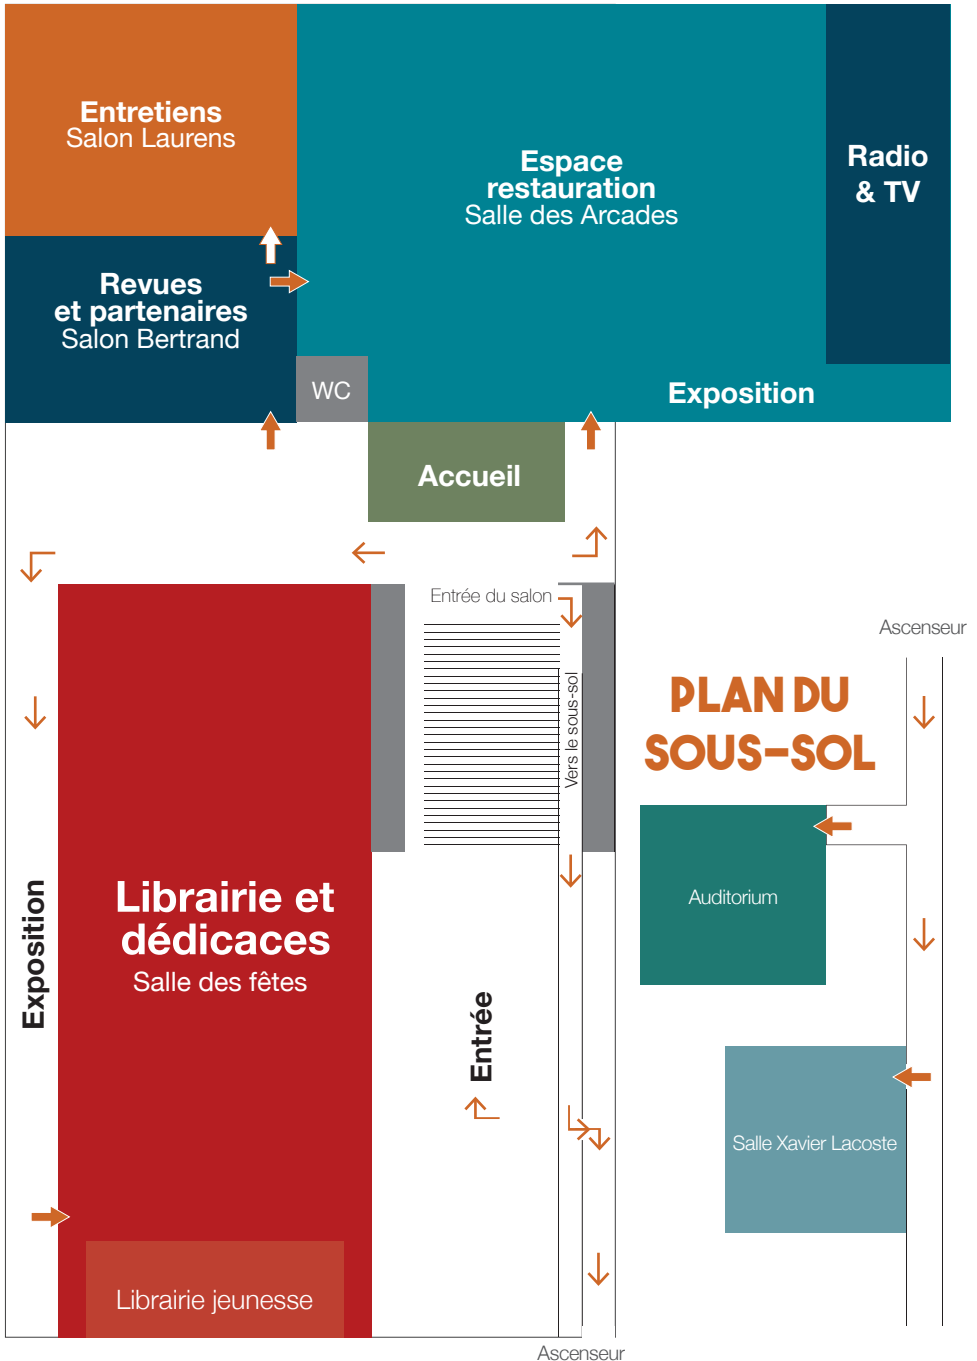 Entretiens
Salon Laurens
Espace
restauration
Salle des Arcades
Radio
& TV
Revues
et partenaires
Salon Bertrand
WC
Exposition
Accueil
Entrée du salon
Vers le sous-sol
Ascenseur
PLAN DU
SOUS-SOL
Exposition
Librairie et
dédicaces
Salle des fêtes
Auditorium
Entrée
Salle Xavier Lacoste
Librairie jeunesse
Ascenseur